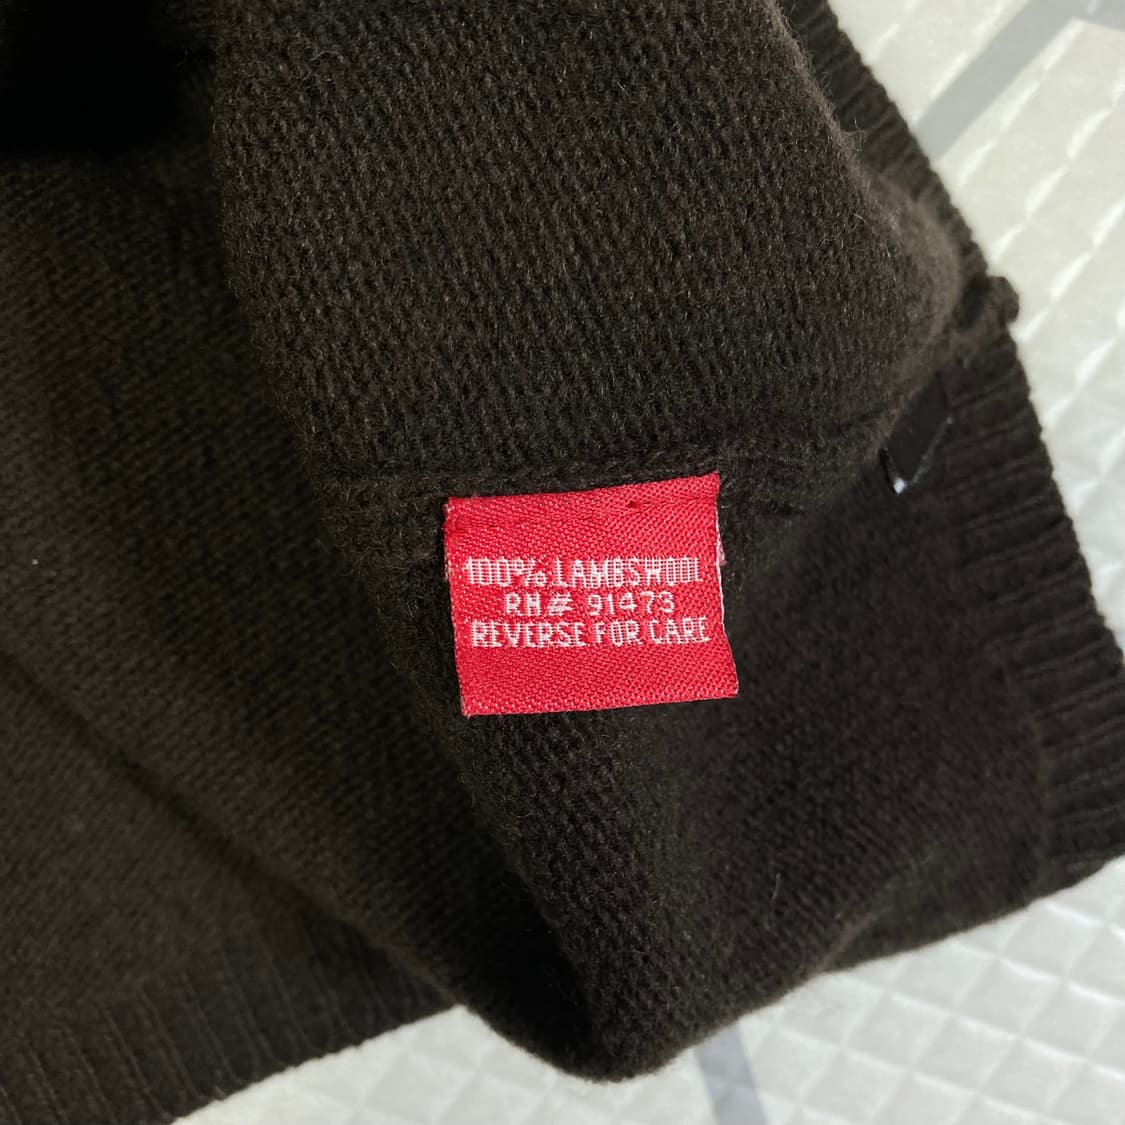 100% LAMBSWOOL
RN# 91473
REVERSE FOR CARE